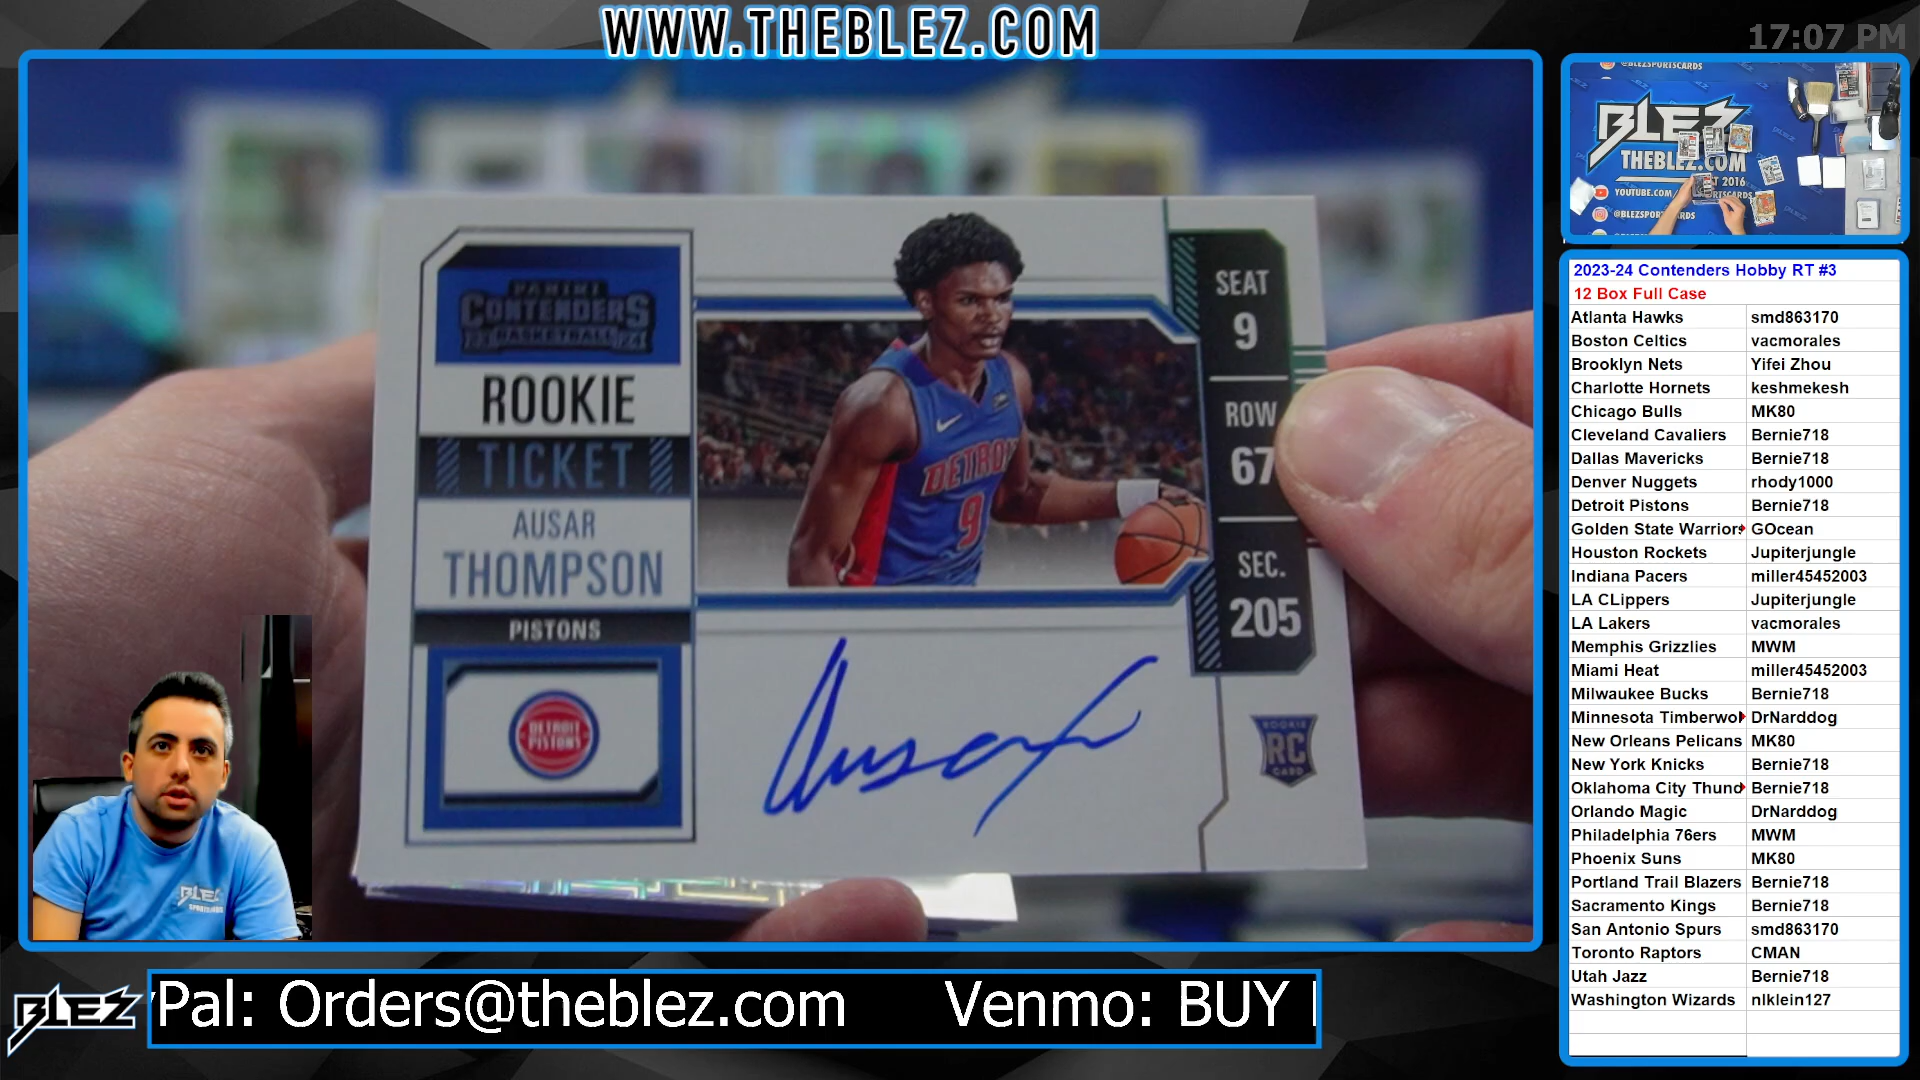 WWW.THEBLEZ.COM
17:07 PM
PANINI
CONTENDERS
BASKETBALL
ROOKIE
TICKET
AUSAR
THOMPSON
PISTONS
DETROIT
PISTONS
DETROI
9
SEAT
9
ROW
67
SEC.
205
Ausar
ROOKIE
RC
CARD
BLEZ
@BLEZSPORTSCARDS
BLEZ
THEBLEZ.COM
2016
YOUTUBE.COM/
@BLEZSPOR
2023-24 Contenders Hobby RT #3
12 Box Full Case
Atlanta Hawks smd863170
Boston Celtics vacmorales
Brooklyn Nets Yifei Zhou
Charlotte Hornets keshmekesh
Chicago Bulls MK80
Cleveland Cavaliers Bernie718
Dallas Mavericks Bernie718
Denver Nuggets rhody1000
Detroit Pistons Bernie718
Golden State Warriors GOcean
Houston Rockets Jupiterjungle
Indiana Pacers miller45452003
LA CLippers Jupiterjungle
LA Lakers vacmorales
Memphis Grizzlies MWM
Miami Heat miller45452003
Milwaukee Bucks Bernie718
Minnesota Timberwol DrNarddog
New Orleans Pelicans MK80
New York Knicks Bernie718
Oklahoma City Thund Bernie718
Orlando Magic DrNarddog
Philadelphia 76ers MWM
Phoenix Suns MK80
Portland Trail Blazers Bernie718
Sacramento Kings Bernie718
San Antonio Spurs smd863170
Toronto Raptors CMAN
Utah Jazz Bernie718
Washington Wizards nlklein127
BLEZ
Pal: Orders@theblez.com Venmo: BUY